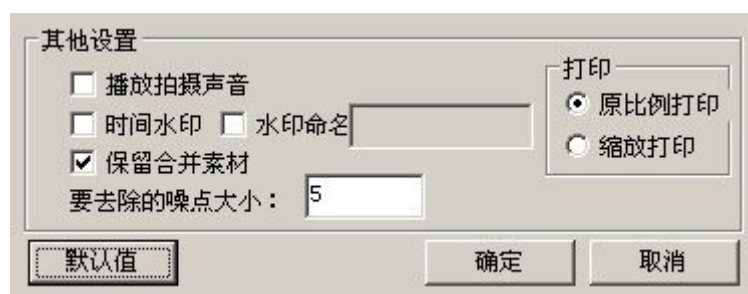 其他设置
播放拍摄声音
时间水印 水印命名
保留合并素材
要去除的噪点大小： 5
打印
原比例打印
缩放打印
默认值 确定 取消